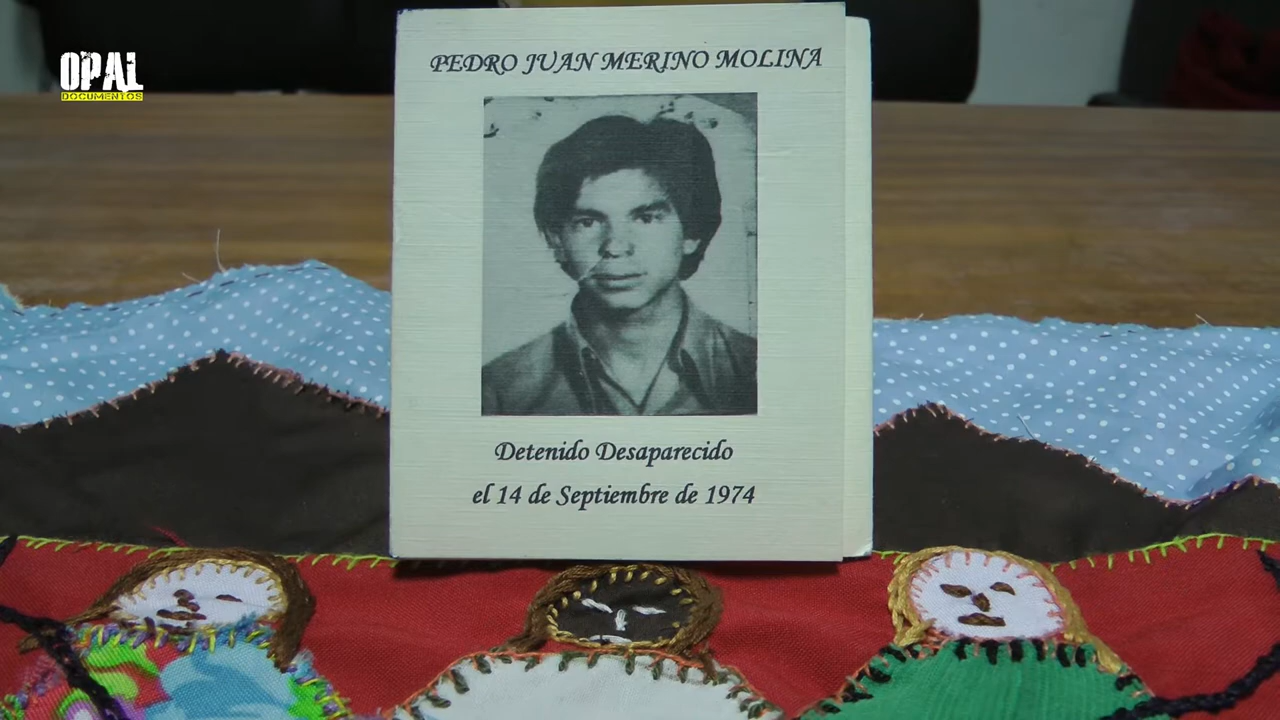 OPAL
DOCUMENTOS
PEDRO JUAN MERINO MOLINA
Detenido Desaparecido
el 14 de Septiembre de 1974